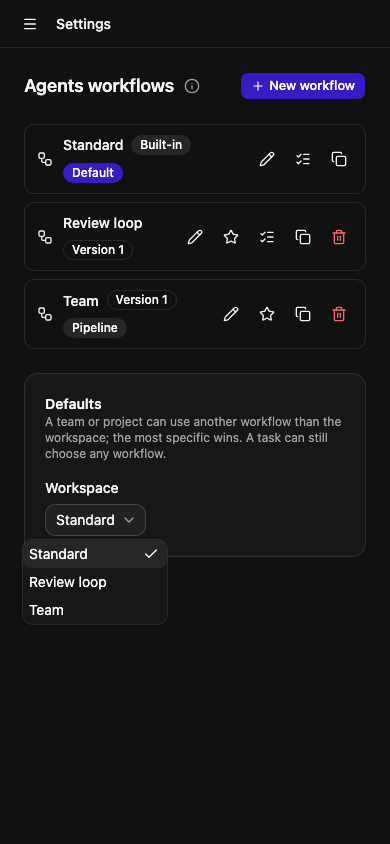 Settings
Agents workflows
New workflow
Standard Built-in
Default
Review loop
Version 1
Team Version 1
Pipeline
Defaults
A team or project can use another workflow than the
workspace; the most specific wins. A task can still
choose any workflow.
Workspace
Standard
Standard
Review loop
Team